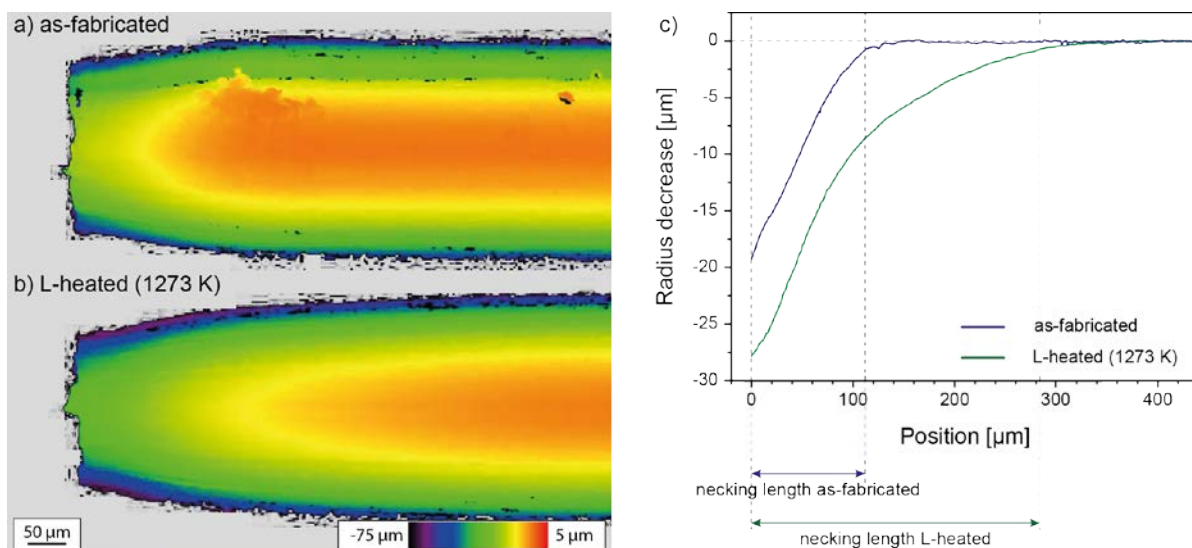 a) as-fabricated
b) L-heated (1273 K)
50 µm
-75 µm
5 µm
c)
Radius decrease [µm]
0
-5
-10
-15
-20
-25
-30
as-fabricated
L-heated (1273 K)
0
100
200
300
400
Position [µm]
necking length as-fabricated
necking length L-heated